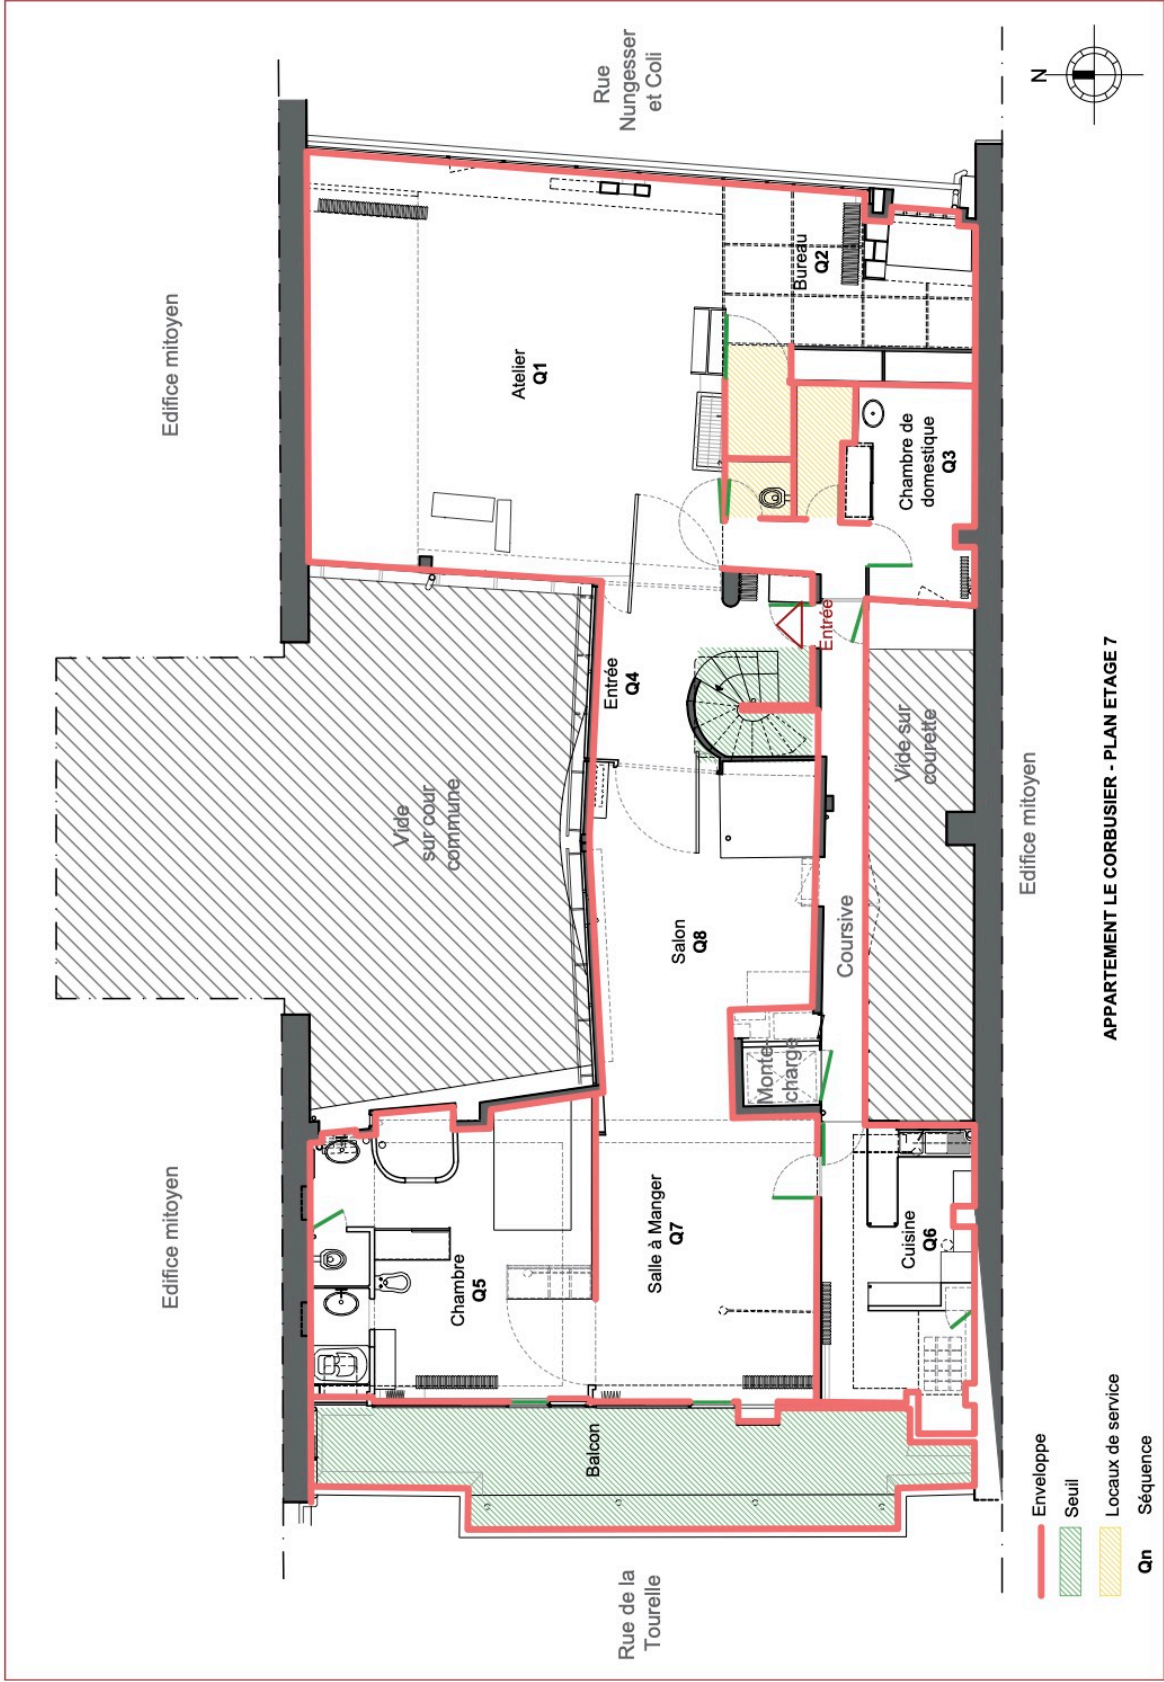 Rue
Nungesser
et Coli
N
Edifice mitoyen
Atelier
Q1
Bureau
Q2
Chambre de
domestique
Q3
Entrée
Entrée
Q4
Vide
sur cour
commune
Vide sur
courette
Edifice mitoyen
Salon
Q8
Coursive
Monte-
charge
Edifice mitoyen
Chambre
Q5
Salle à Manger
Q7
Cuisine
Q6
Balcon
Rue de la
Tourelle
APPARTEMENT LE CORBUSIER - PLAN ETAGE 7
Enveloppe
Seuil
Locaux de service
Qn Séquence